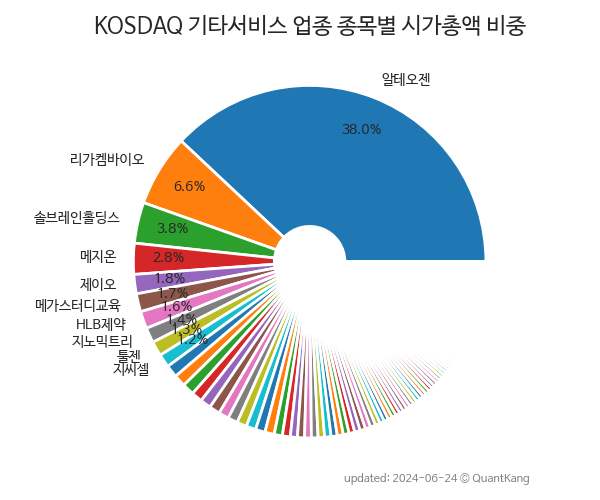 KOSDAQ 기타서비스 업종 종목별 시가총액 비중
알테오젠
38.0%
리가켐바이오
6.6%
솔브레인홀딩스
3.8%
메지온
2.8%
제이오
1.8%
메가스터디교육
1.7%
HLB제약
1.6%
지노믹트리
1.4%
툴젠
1.3%
지씨셀
1.2%
updated: 2024-06-24 © QuantKang